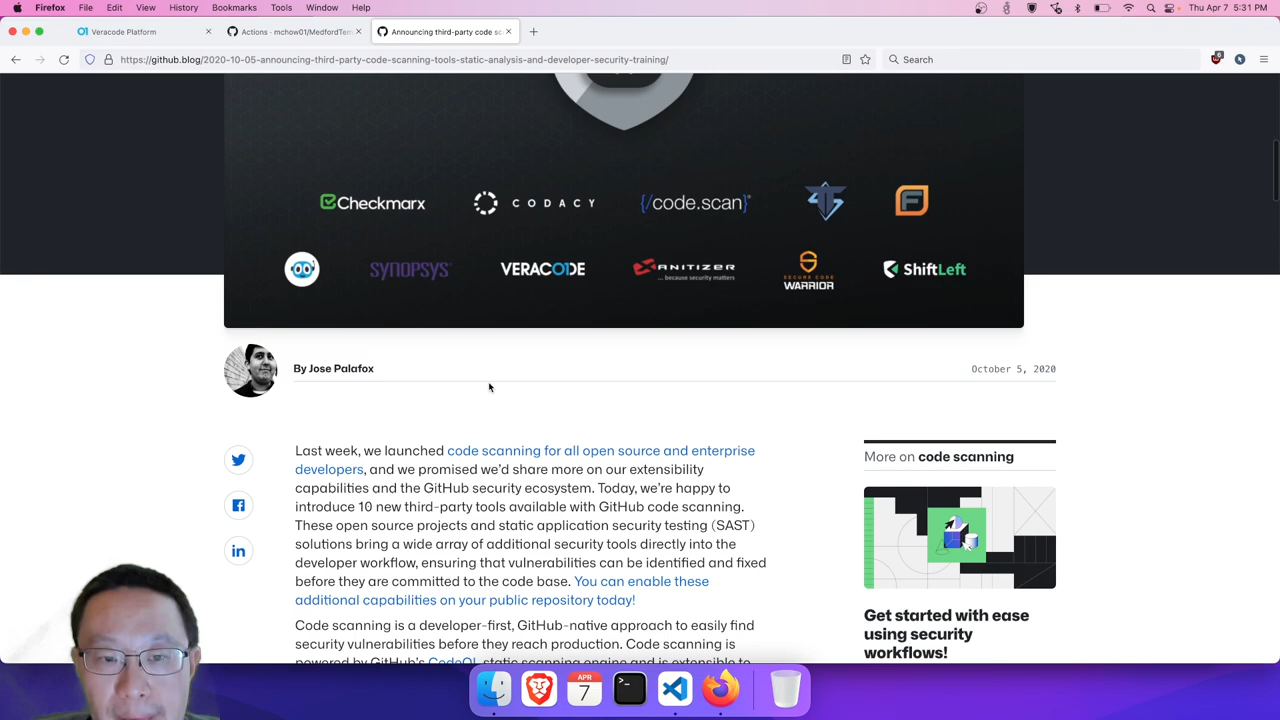 Firefox File Edit View History Bookmarks Tools Window Help Thu Apr 7 5:31 PM
Veracode Platform Actions · mchow01/MedfordTem Announcing third-party code sc
https://github.blog/2020-10-05-announcing-third-party-code-scanning-tools-static-analysis-and-developer-security-training/ Search
Checkmarx CODACY {/code.scan}
SYNOPSYS VERACODE SANITIZER ... because security matters SECURE CODE WARRIOR ShiftLeft
By Jose Palafox October 5, 2020
Last week, we launched code scanning for all open source and enterprise
developers, and we promised we'd share more on our extensibility
capabilities and the GitHub security ecosystem. Today, we're happy to
introduce 10 new third-party tools available with GitHub code scanning.
These open source projects and static application security testing (SAST)
solutions bring a wide array of additional security tools directly into the
developer workflow, ensuring that vulnerabilities can be identified and fixed
before they are committed to the code base. You can enable these
additional capabilities on your public repository today!
Code scanning is a developer-first, GitHub-native approach to easily find
security vulnerabilities before they reach production. Code scanning is
powered by GitHub's CodeQL static scanning engine and is extensible to
More on code scanning
Get started with ease
using security
workflows!
APR
7